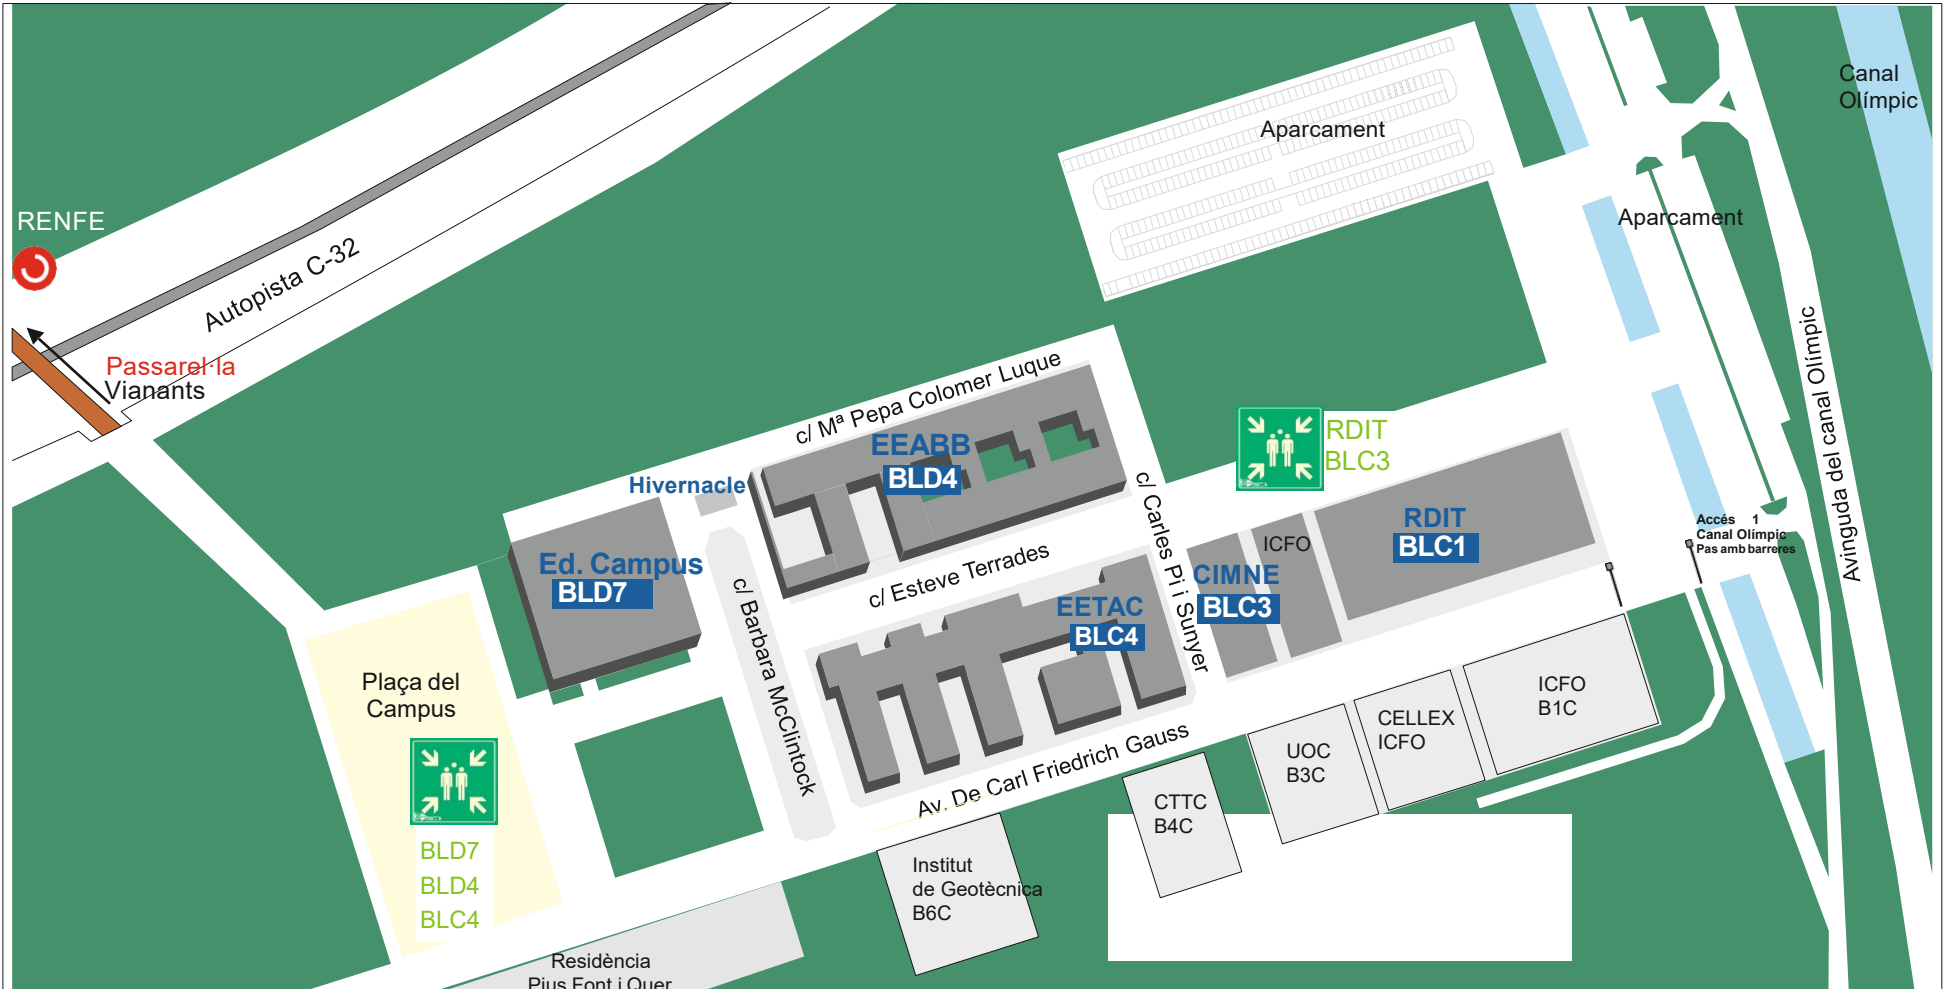 Canal
Olímpic
Aparcament
RENFE
Aparcament
Autopista C-32
Passarel·la
Vianants
c/ Mª Pepa Colomer Luque
Avinguda del canal Olímpic
EEABB
BLD4
RDIT
BLC3
Hivernacle
c/ Carles Pi i Sunyer
RDIT
BLC1
ICFO
Accés 1
Canal Olímpic
Pas amb barreres
Ed. Campus
BLD7
c/ Esteve Terrades
CIMNE
BLC3
EETAC
BLC4
c/ Barbara McClintock
Plaça del
Campus
ICFO
B1C
CELLEX
ICFO
UOC
B3C
Av. De Carl Friedrich Gauss
CTTC
B4C
BLD7
BLD4
BLC4
Institut
de Geotècnica
B6C
Residència
Pius Font i Quer